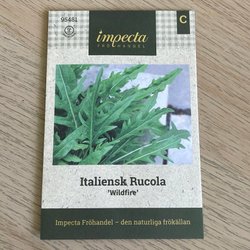 95481
impecta
FRÖHANDEL
C
Italiensk Rucola
'Wildfire'
Impecta Fröhandel – den naturliga frökällan